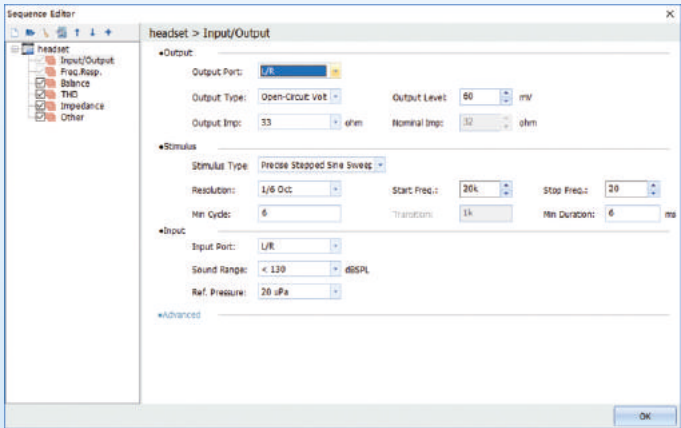 Sequence Editor
headset > Input/Output
headset
Input/Output
Freq.Resp.
Balance
THD
Impedance
Other
Output
Output Port: L/R
Output Type: Open-Circuit Volt Output Level: 60 mV
Output Imp: 33 ohm Nominal Imp: 32 ohm
Stimulus
Stimulus Type: Precise Stepped Sine Sweep
Resolution: 1/6 Oct Start Freq.: 20k Stop Freq.: 20
Min Cycle: 6 Transition: 1k Min Duration: 6 ms
Input
Input Port: L/R
Sound Range: < 130 dBSPL
Ref. Pressure: 20 uPa
Advanced
OK